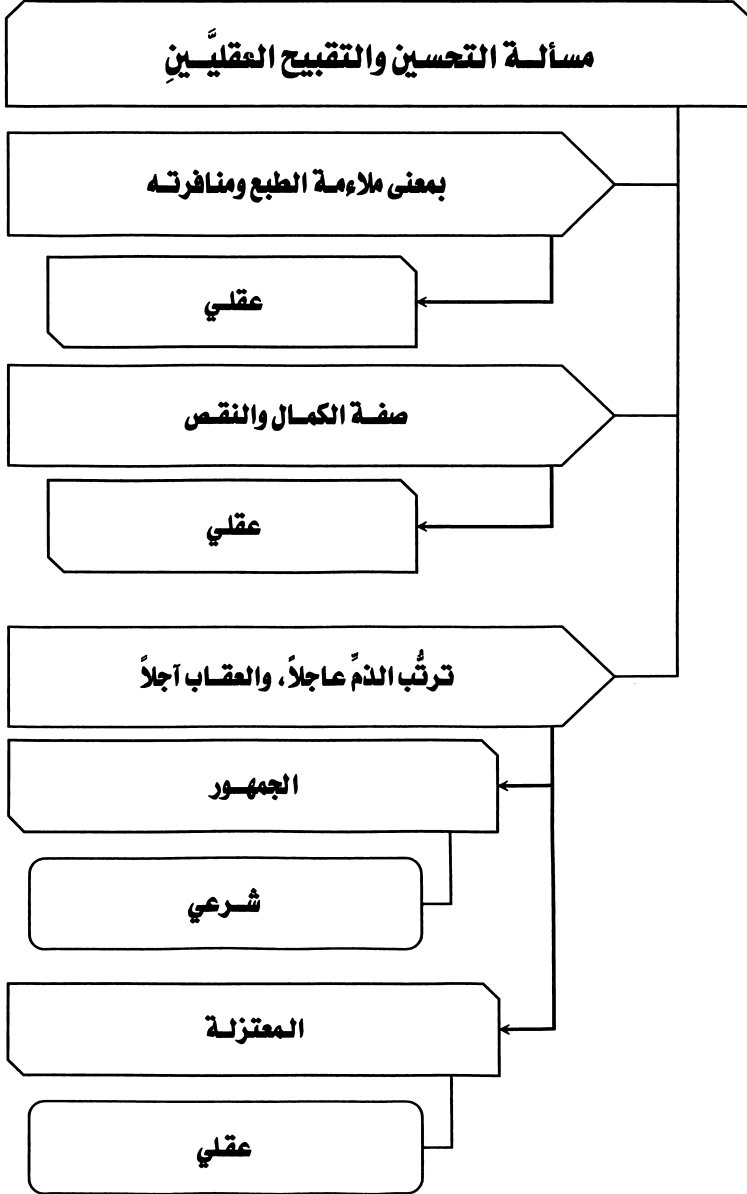 مسألة التحسين والتقبيح العقليَّينِ
بمعنى ملاءمة الطبع ومنافرته
عقلي
صفة الكمال والنقص
عقلي
ترتُّب الذمِّ عاجلاً، والعقاب آجلاً
الجمهور
شرعي
المعتزلة
عقلي